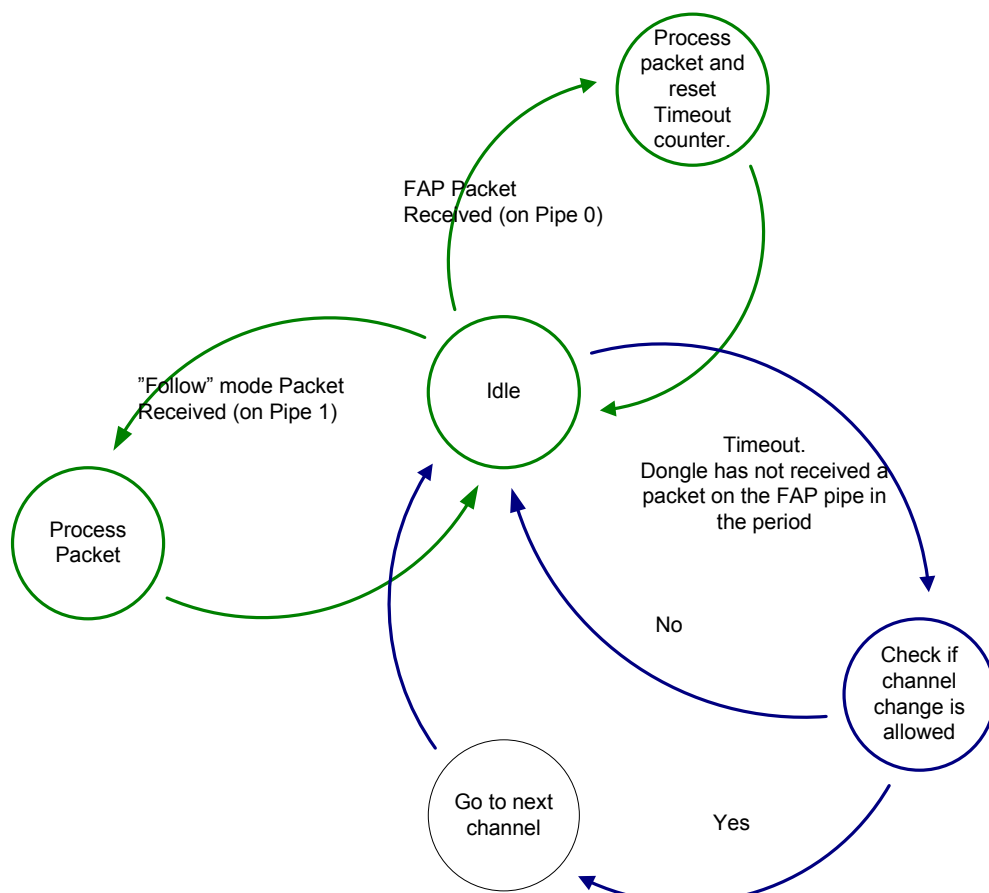 Process
packet and
reset
Timeout
counter.
FAP Packet
Received (on Pipe 0)
"Follow" mode Packet
Received (on Pipe 1)
Idle
Timeout.
Dongle has not received a
packet on the FAP pipe in
the period
Process
Packet
No
Check if
channel
change is
allowed
Go to next
channel
Yes